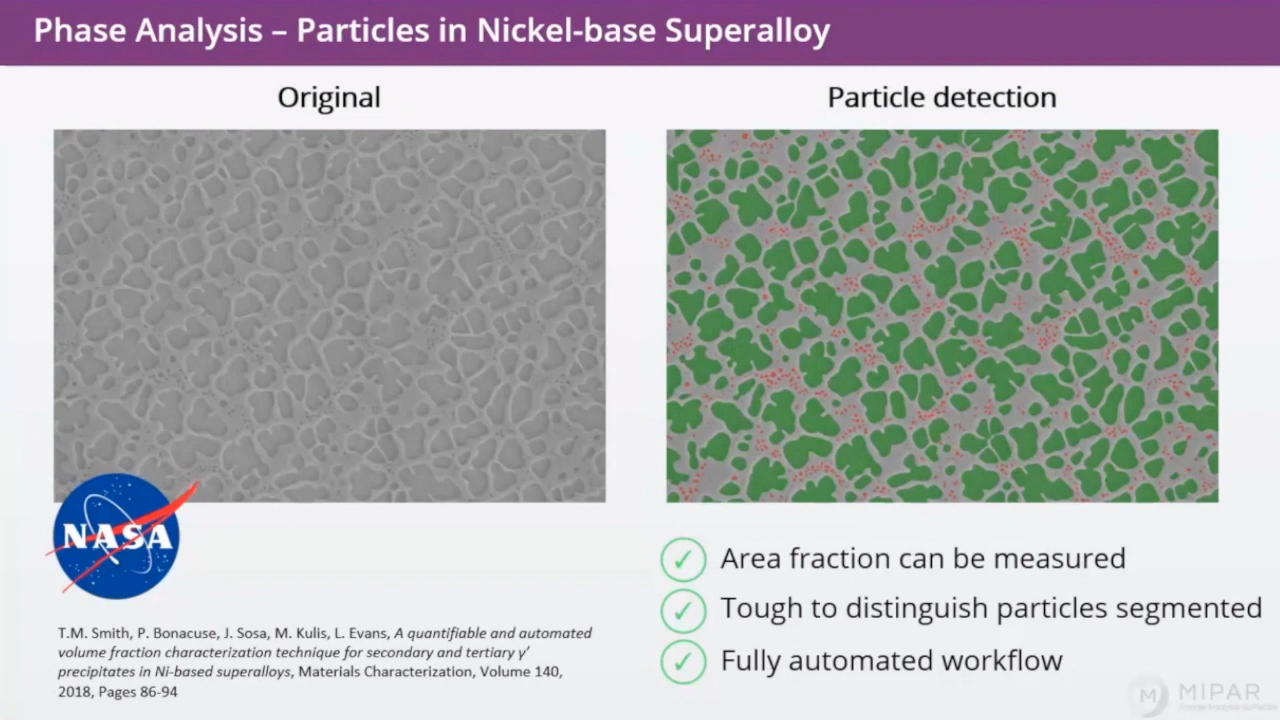 Phase Analysis – Particles in Nickel-base Superalloy
Original
Particle detection
NASA
T.M. Smith, P. Bonacuse, J. Sosa, M. Kulis, L. Evans, A quantifiable and automated
volume fraction characterization technique for secondary and tertiary γ′
precipitates in Ni-based superalloys, Materials Characterization, Volume 140,
2018, Pages 86-94
Area fraction can be measured
Tough to distinguish particles segmented
Fully automated workflow
M MIPAR